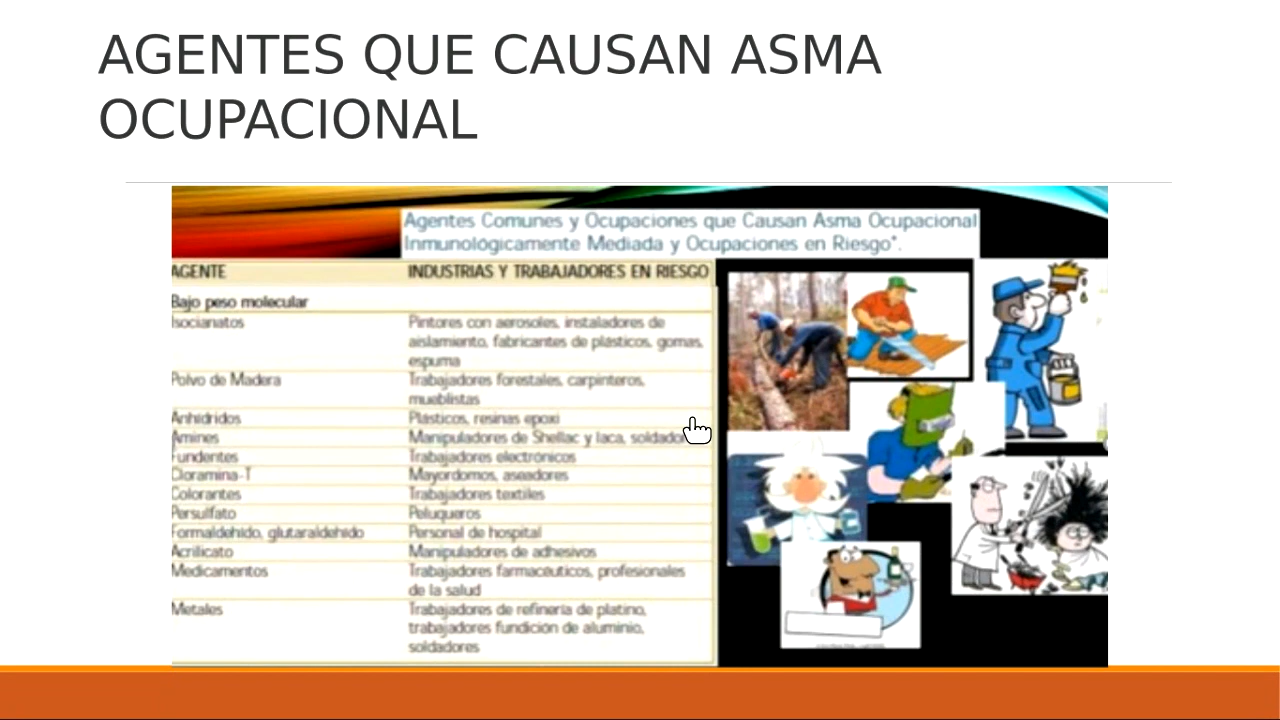 AGENTES QUE CAUSAN ASMA
OCUPACIONAL
Agentes Comunes y Ocupaciones que Causan Asma Ocupacional
Inmunológicamente Mediada y Ocupaciones en Riesgo*.
AGENTE INDUSTRIAS Y TRABAJADORES EN RIESGO
Bajo peso molecular
Isocianatos Pintores con aerosoles, instaladores de
aislamiento, fabricantes de plásticos, gomas,
espuma
Polvo de Madera Trabajadores forestales, carpinteros,
mueblistas
Anhídridos Plásticos, resinas epoxi
Amines Manipuladores de Shellac y laca, soldador
Fundentes Trabajadores electrónicos
Cloramina-T Mayordomos, aseadores
Colorantes Trabajadores textiles
Persulfato Peluqueros
Formaldehído, glutaraldehído Personal de hospital
Acrilicato Manipuladores de adhesivos
Medicamentos Trabajadores farmacéuticos, profesionales
de la salud
Metales Trabajadores de refinería de platino,
trabajadores fundición de aluminio,
soldadores